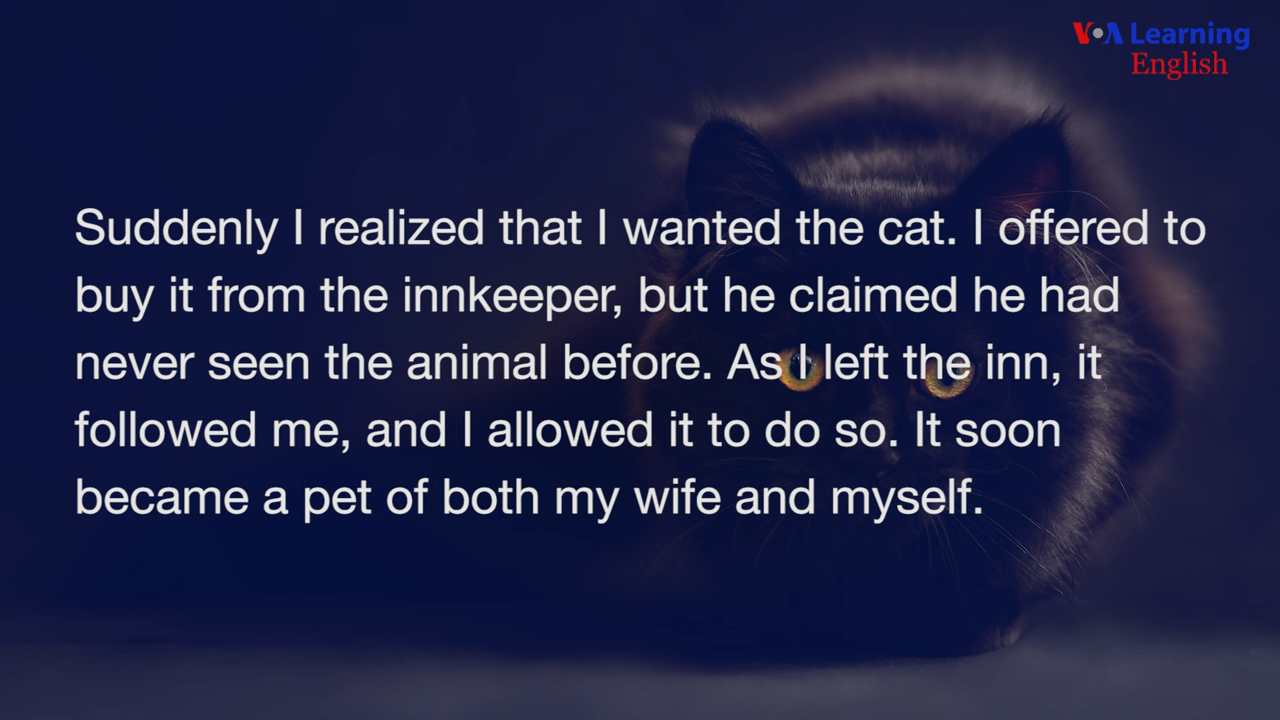 VOA Learning
English
Suddenly I realized that I wanted the cat. I offered to
buy it from the innkeeper, but he claimed he had
never seen the animal before. As I left the inn, it
followed me, and I allowed it to do so. It soon
became a pet of both my wife and myself.